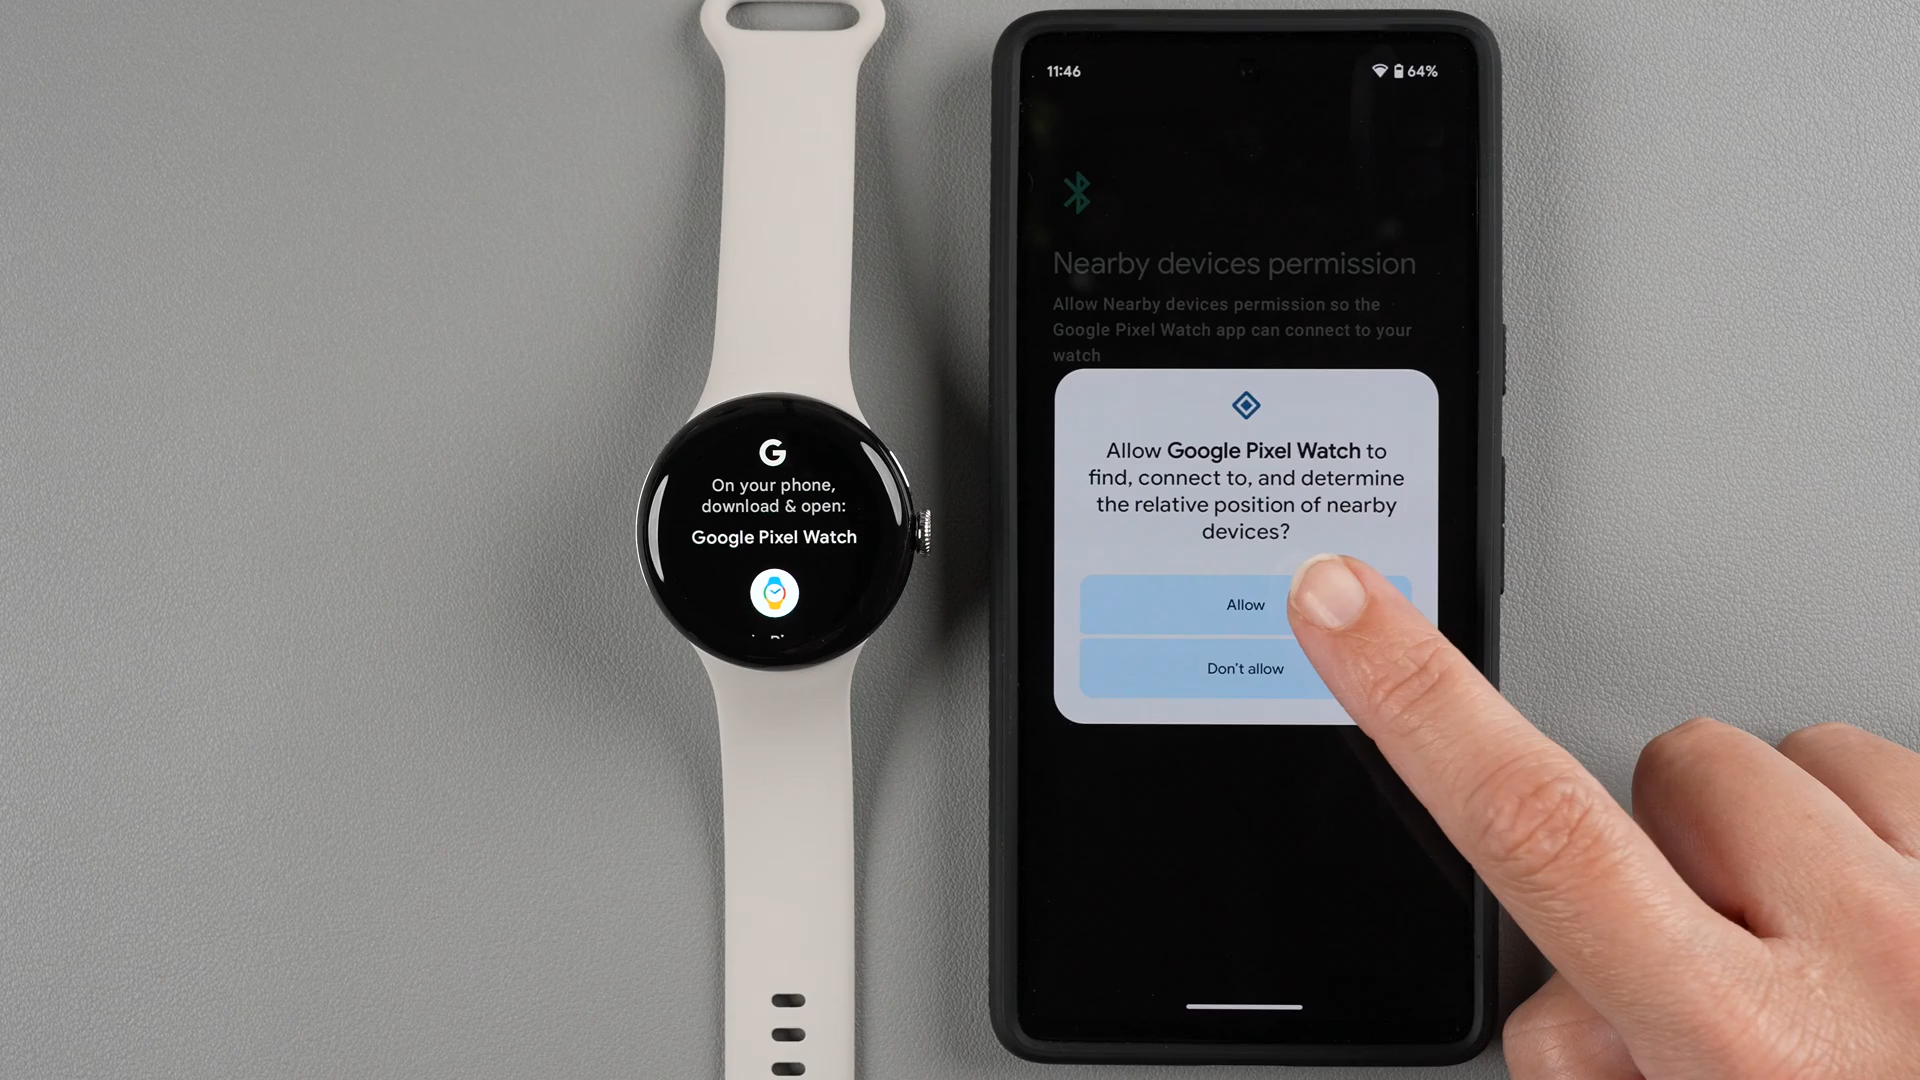 G
On your phone,
download & open:
Google Pixel Watch
11:46
64%
Nearby devices permission
Allow Nearby devices permission so the
Google Pixel Watch app can connect to your
watch
Allow Google Pixel Watch to
find, connect to, and determine
the relative position of nearby
devices?
Allow
Don't allow